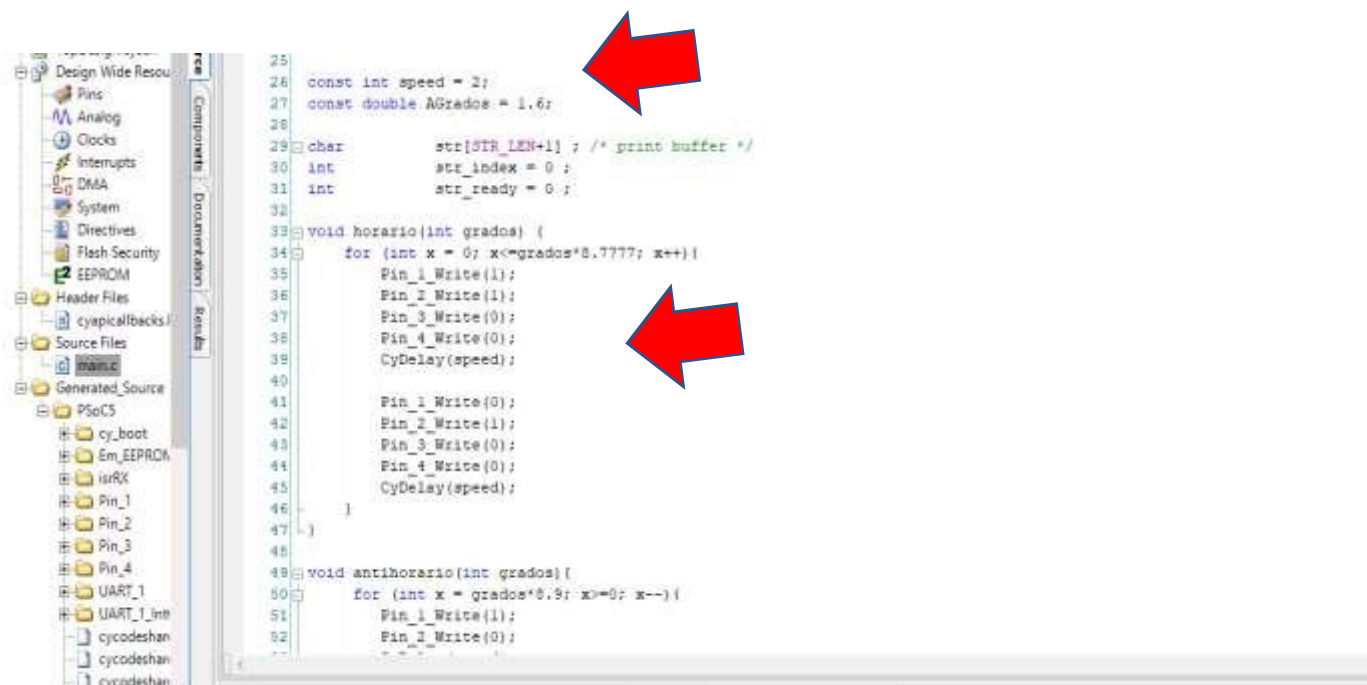 Design Wide Resou
Pins
Analog
Clocks
Interrupts
DMA
System
Directives
Flash Security
EEPROM
Header Files
cyapicallbacks.
Source Files
main.c
Generated_Source
PSoC5
cy_boot
Em_EEPROM
isrRX
Pin_1
Pin_2
Pin_3
Pin_4
UART_1
UART_1_Int
cycodeshar
cycodeshar
cycodeshar
rce
Components
Documentation
Results
25
26 const int speed = 2;
27 const double AGrados = 1.6;
28
29 char str[STR_LEN+1] ; /* print buffer */
30 int str_index = 0 ;
31 int str_ready = 0 ;
32
33 void horario(int grados) {
34 for (int x = 0; x<=grados*8.7777; x++){
35 Pin_1_Write(1);
36 Pin_2_Write(1);
37 Pin_3_Write(0);
38 Pin_4_Write(0);
39 CyDelay(speed);
40
41 Pin_1_Write(0);
42 Pin_2_Write(1);
43 Pin_3_Write(0);
44 Pin_4_Write(0);
45 CyDelay(speed);
46 }
47 }
48
49 void antihorario(int grados){
50 for (int x = grados*8.9; x>=0; x--){
51 Pin_1_Write(1);
52 Pin_2_Write(0);